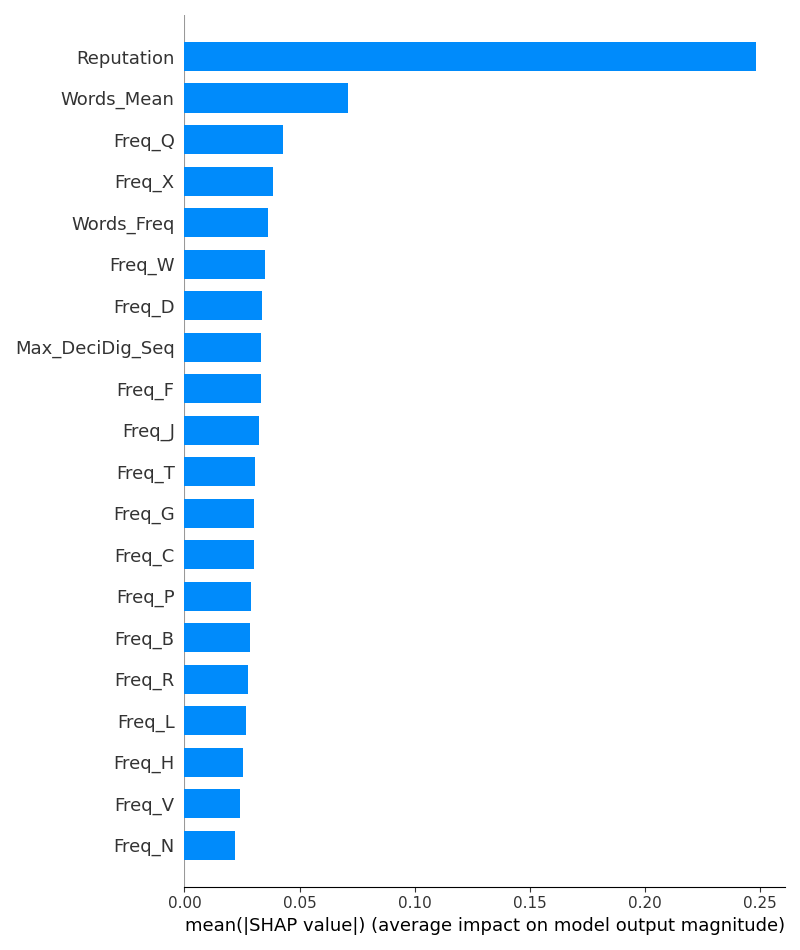 Reputation
Words_Mean
Freq_Q
Freq_X
Words_Freq
Freq_W
Freq_D
Max_DeciDig_Seq
Freq_F
Freq_J
Freq_T
Freq_G
Freq_C
Freq_P
Freq_B
Freq_R
Freq_L
Freq_H
Freq_V
Freq_N
0.00 0.05 0.10 0.15 0.20 0.25
mean(|SHAP value|) (average impact on model output magnitude)